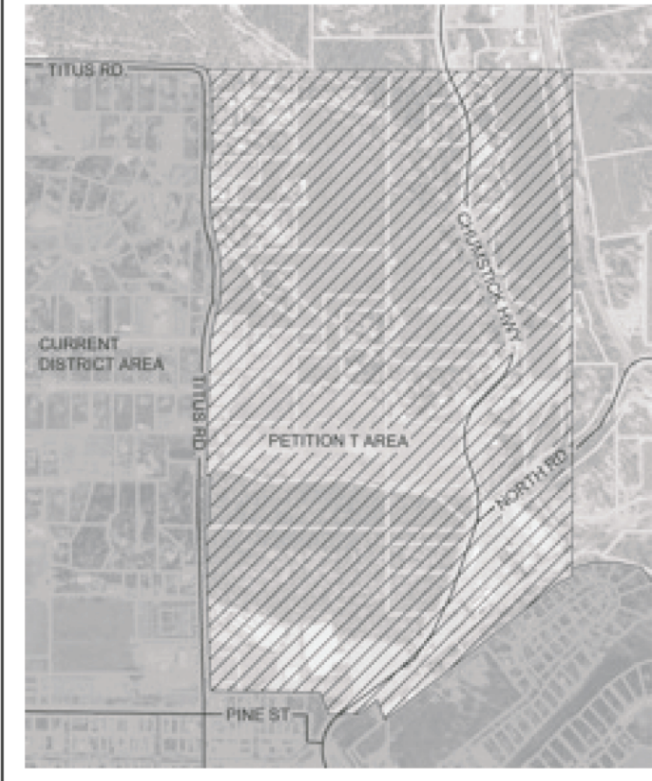 TITUS RD.
CHUMSTICK HWY
CURRENT
DISTRICT AREA
TITUS RD
PETITION T AREA
NORTH RD
PINE ST